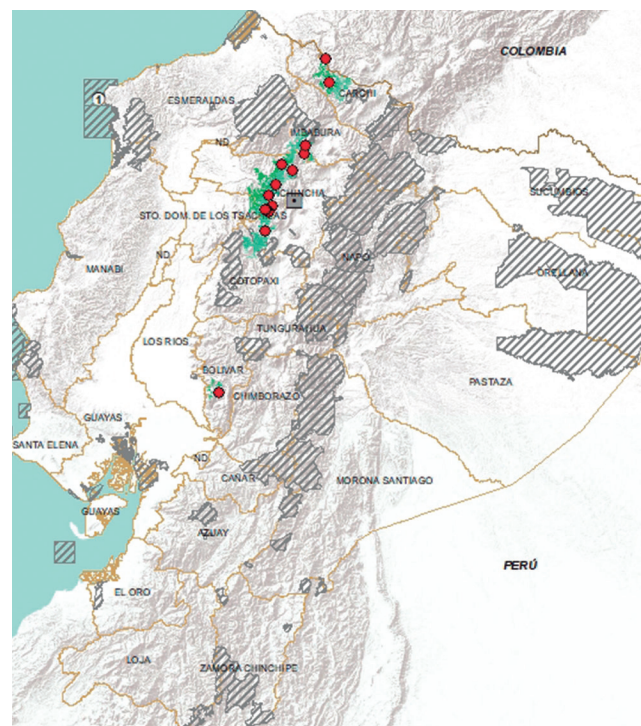 COLOMBIA
CARCHI
1
ESMERALDAS
IMBABURA
ND
SUCUMBIOS
STO. DOM. DE LOS TSACHILAS
MANABI
ND
NAPO
ORELLANA
COTOPAXI
TUNGURAHUA
LOS RIOS
BOLIVAR
PASTAZA
CHIMBORAZO
GUAYAS
SANTA ELENA
ND
CAÑAR
MORONA SANTIAGO
GUAYAS
AZUAY
PERÚ
EL ORO
LOJA
ZAMORA CHINCHIPE